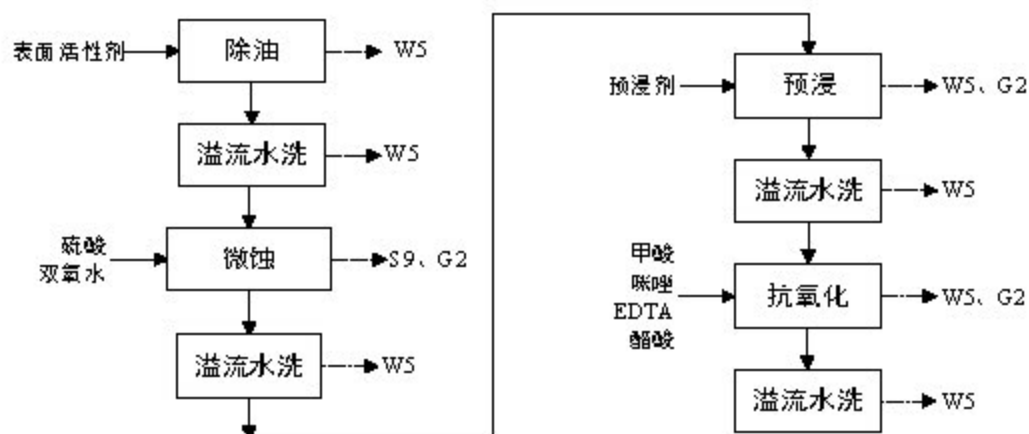 表面活性剂
除油
W5
溢流水洗
W5
硫酸
双氧水
微蚀
S9、G2
溢流水洗
W5
预浸剂
预浸
W5、G2
溢流水洗
W5
甲酸
咪唑
EDTA
醋酸
抗氧化
W5、G2
溢流水洗
W5